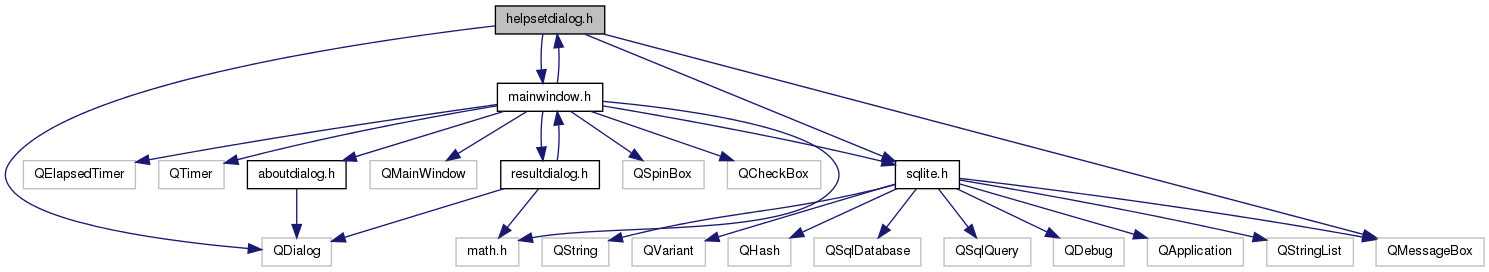 helpsetdialog.h
mainwindow.h
QElapsedTimer
QTimer
aboutdialog.h
QMainWindow
resultdialog.h
QSpinBox
QCheckBox
sqlite.h
QDialog
math.h
QString
QVariant
QHash
QSqlDatabase
QSqlQuery
QDebug
QApplication
QStringList
QMessageBox